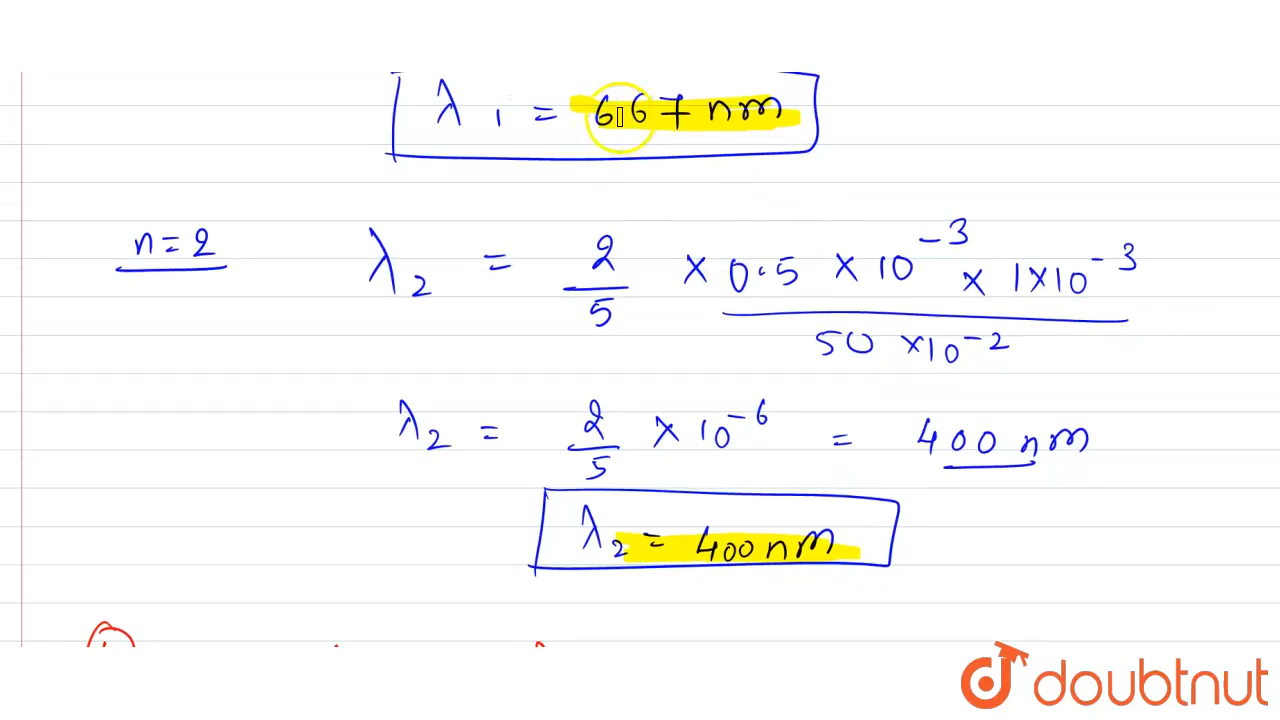 λ₁ = 667 nm
n=2 λ₂ = 2/5 × 0.5 × 10⁻³ × 1×10⁻³ / 50 ×10⁻²
λ₂ = 2/5 × 10⁻⁶ = 400 nm
λ₂ = 400 nm
doubtnut